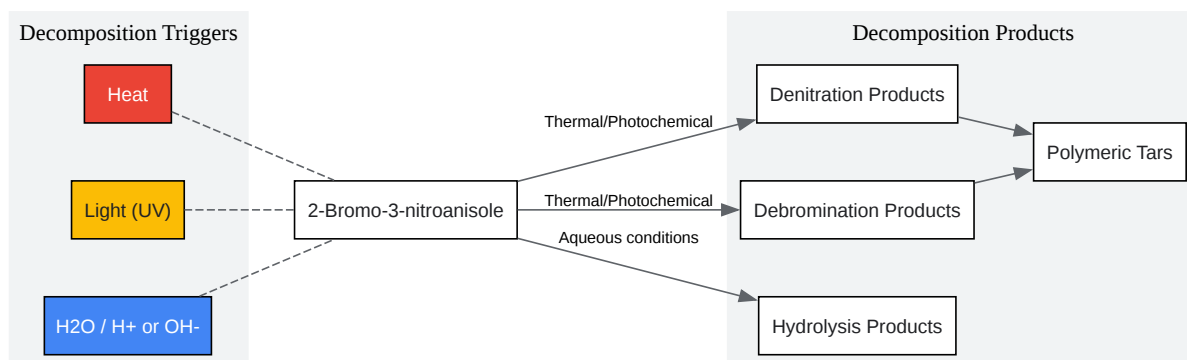 Decomposition Triggers
Decomposition Products
Heat
Light (UV)
H2O / H+ or OH-
2-Bromo-3-nitroanisole
Thermal/Photochemical
Thermal/Photochemical
Aqueous conditions
Denitration Products
Debromination Products
Hydrolysis Products
Polymeric Tars